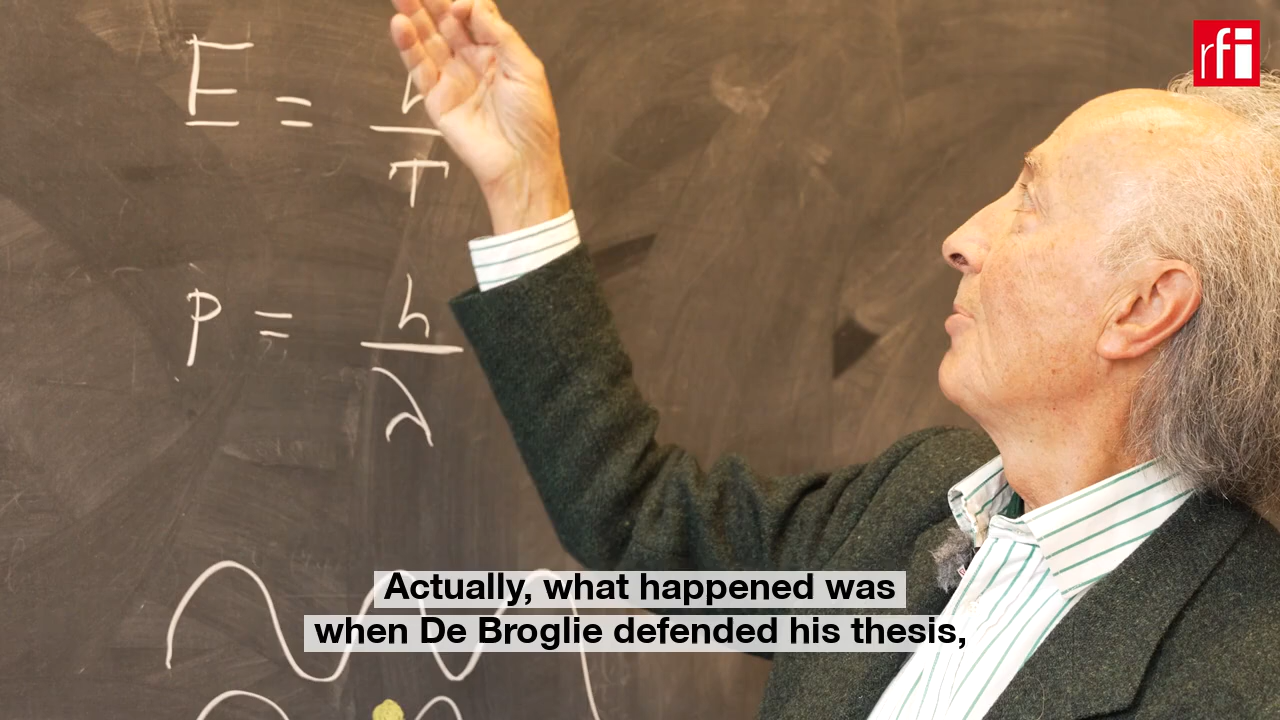 rfi
E = h/T
p = h/λ
Actually, what happened was
when De Broglie defended his thesis,